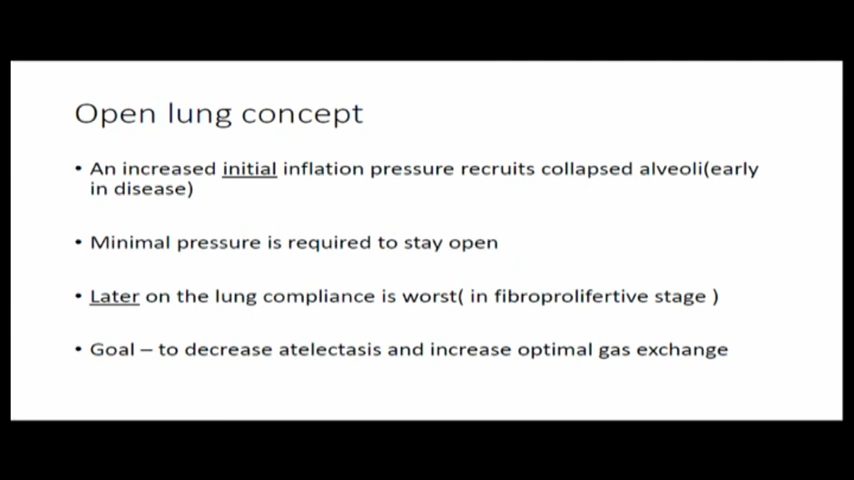 Open lung concept
• An increased initial inflation pressure recruits collapsed alveoli(early
in disease)
• Minimal pressure is required to stay open
• Later on the lung compliance is worst( in fibroprolifertive stage )
• Goal – to decrease atelectasis and increase optimal gas exchange